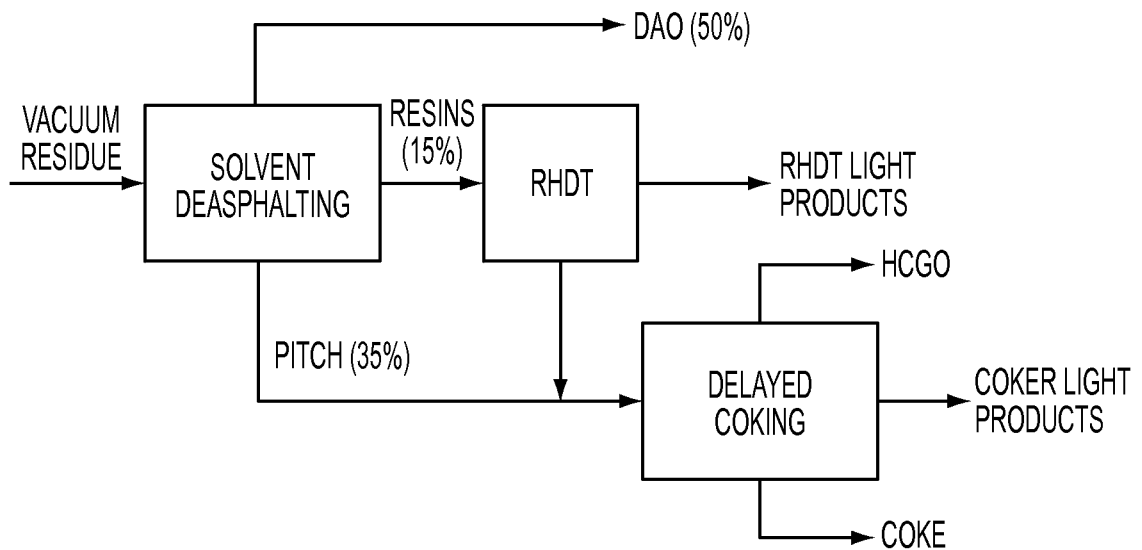 DAO (50%)
VACUUM
RESIDUE
SOLVENT
DEASPHALTING
RESINS
(15%)
RHDT
RHDT LIGHT
PRODUCTS
HCGO
PITCH (35%)
DELAYED
COKING
COKER LIGHT
PRODUCTS
COKE